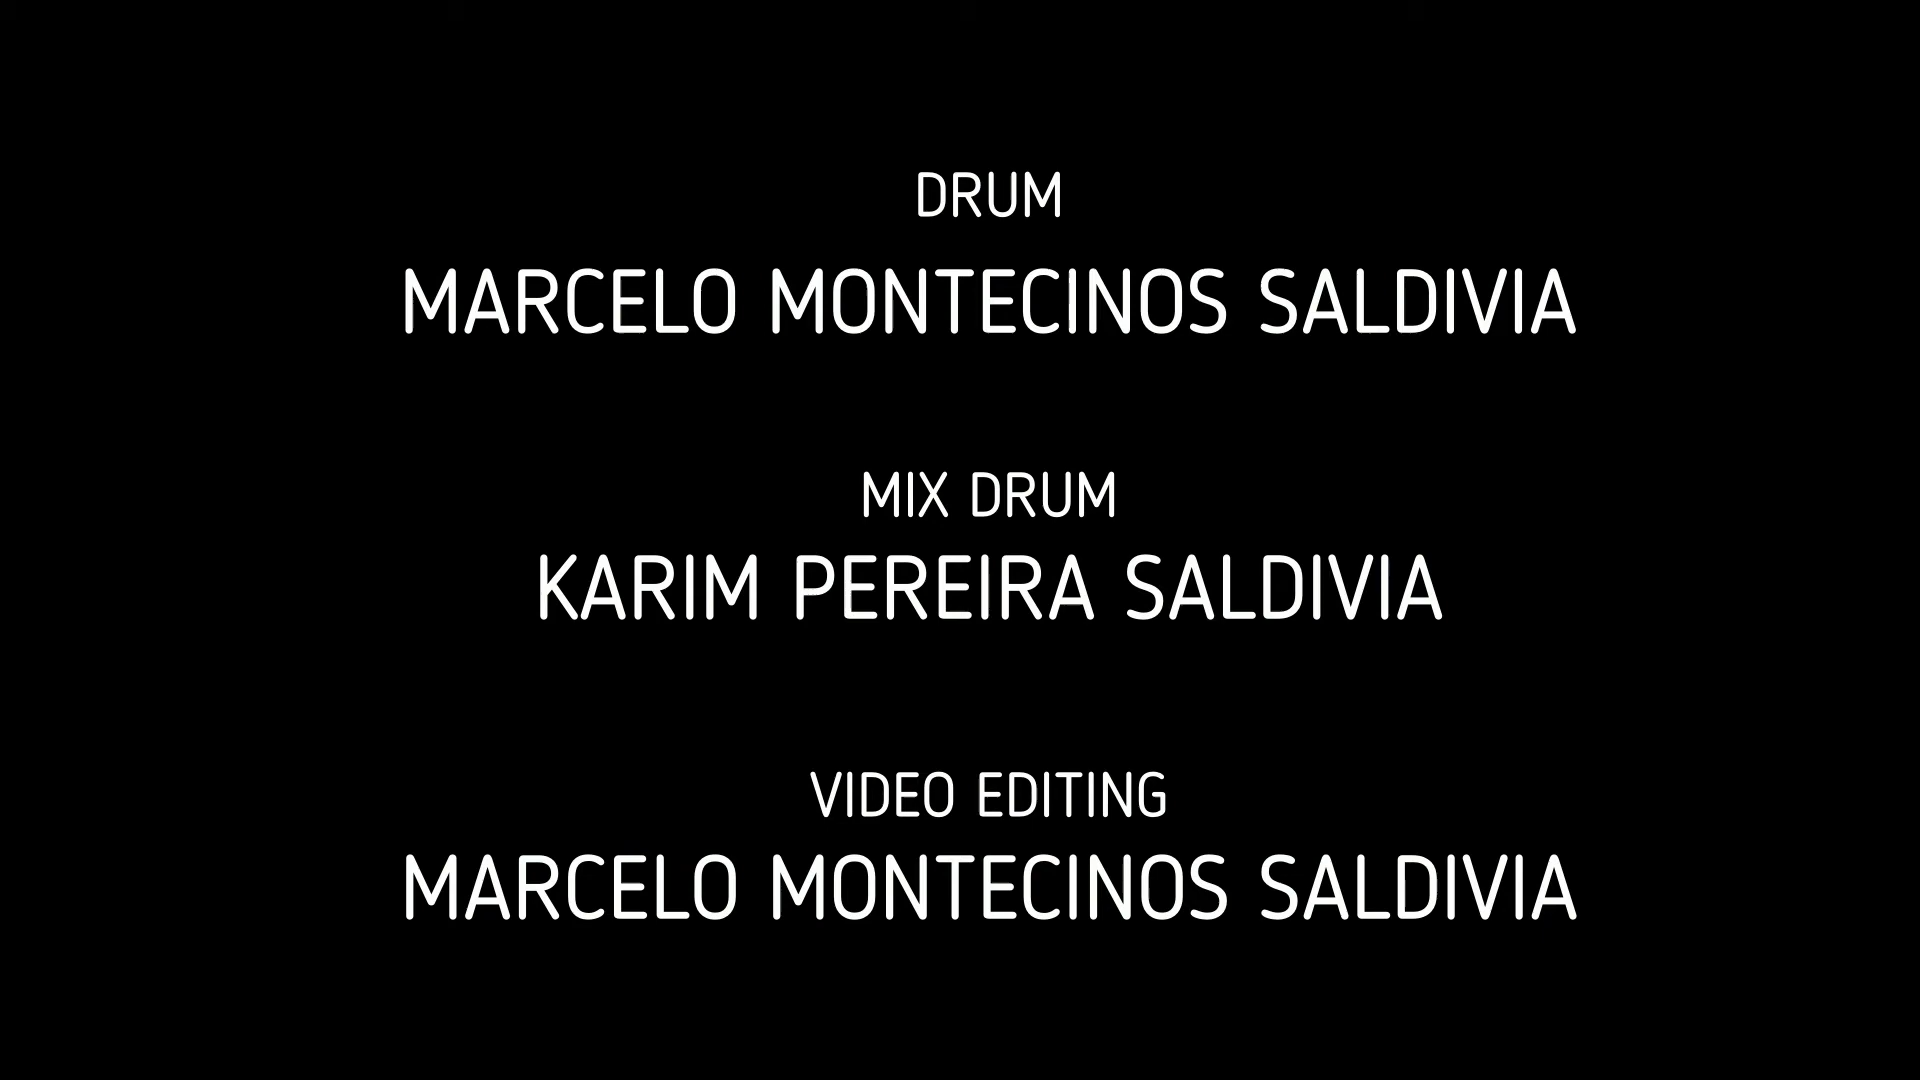 DRUM
MARCELO MONTECINOS SALDIVIA
MIX DRUM
KARIM PEREIRA SALDIVIA
VIDEO EDITING
MARCELO MONTECINOS SALDIVIA